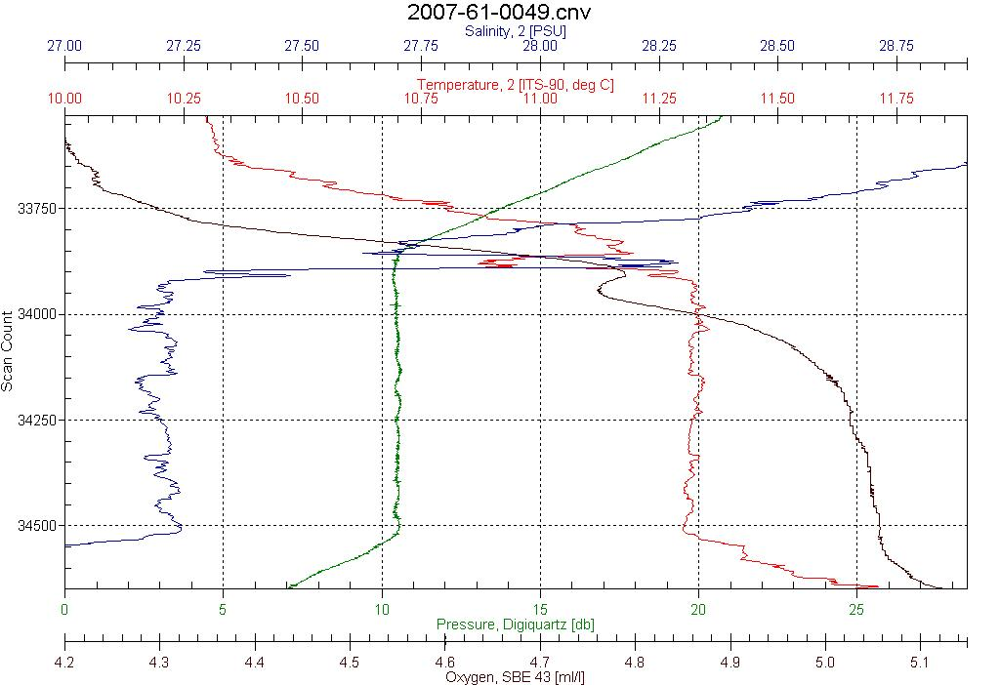 2007-61-0049.cnv
Salinity, 2 [PSU]
27.00 27.25 27.50 27.75 28.00 28.25 28.50 28.75
Temperature, 2 [ITS-90, deg C]
10.00 10.25 10.50 10.75 11.00 11.25 11.50 11.75
Scan Count
33750
34000
34250
34500
0 5 10 15 20 25
Pressure, Digiquartz [db]
4.2 4.3 4.4 4.5 4.6 4.7 4.8 4.9 5.0 5.1
Oxygen, SBE 43 [ml/l]